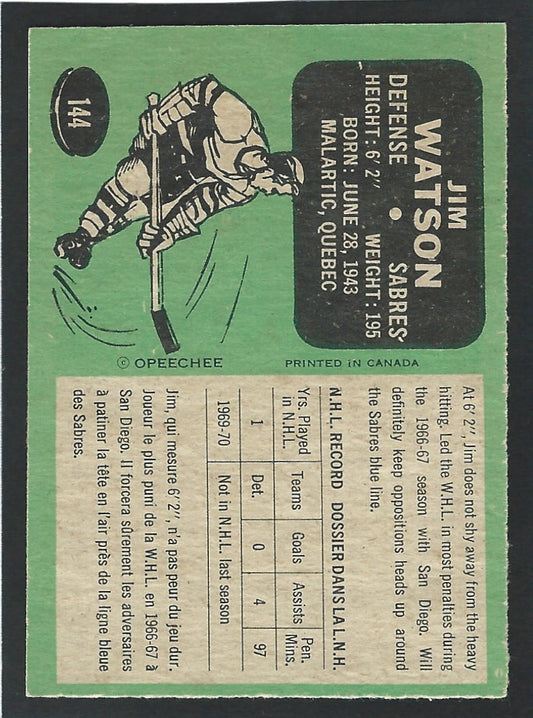 144
JIM
WATSON
DEFENSE • SABRES
HEIGHT: 6' 2" WEIGHT: 195
BORN: JUNE 28, 1943
MALARTIC, QUEBEC
© OPEECHEE PRINTED IN CANADA
At 6'2", Jim does not shy away from the heavy
hitting. Led the W.H.L. in most penalties during
the 1966-67 season with San Diego. Will
definitely keep oppositions heads up around
the Sabres blue line.
N.H.L. RECORD DOSSIER DANS LA L.N.H.
Yrs. Played in N.H.L. Teams Goals Assists Pen. Mins.
1 Det. 0 4 97
1969-70 Not in N.H.L. last season
Jim, qui mesure 6'2", n'a pas peur du jeu dur.
Joueur le plus puni de la W.H.L. en 1966-67 à
San Diego. Il forcera sûrement les adversaires
à patiner la tête en l'air près de la ligne bleue
des Sabres.